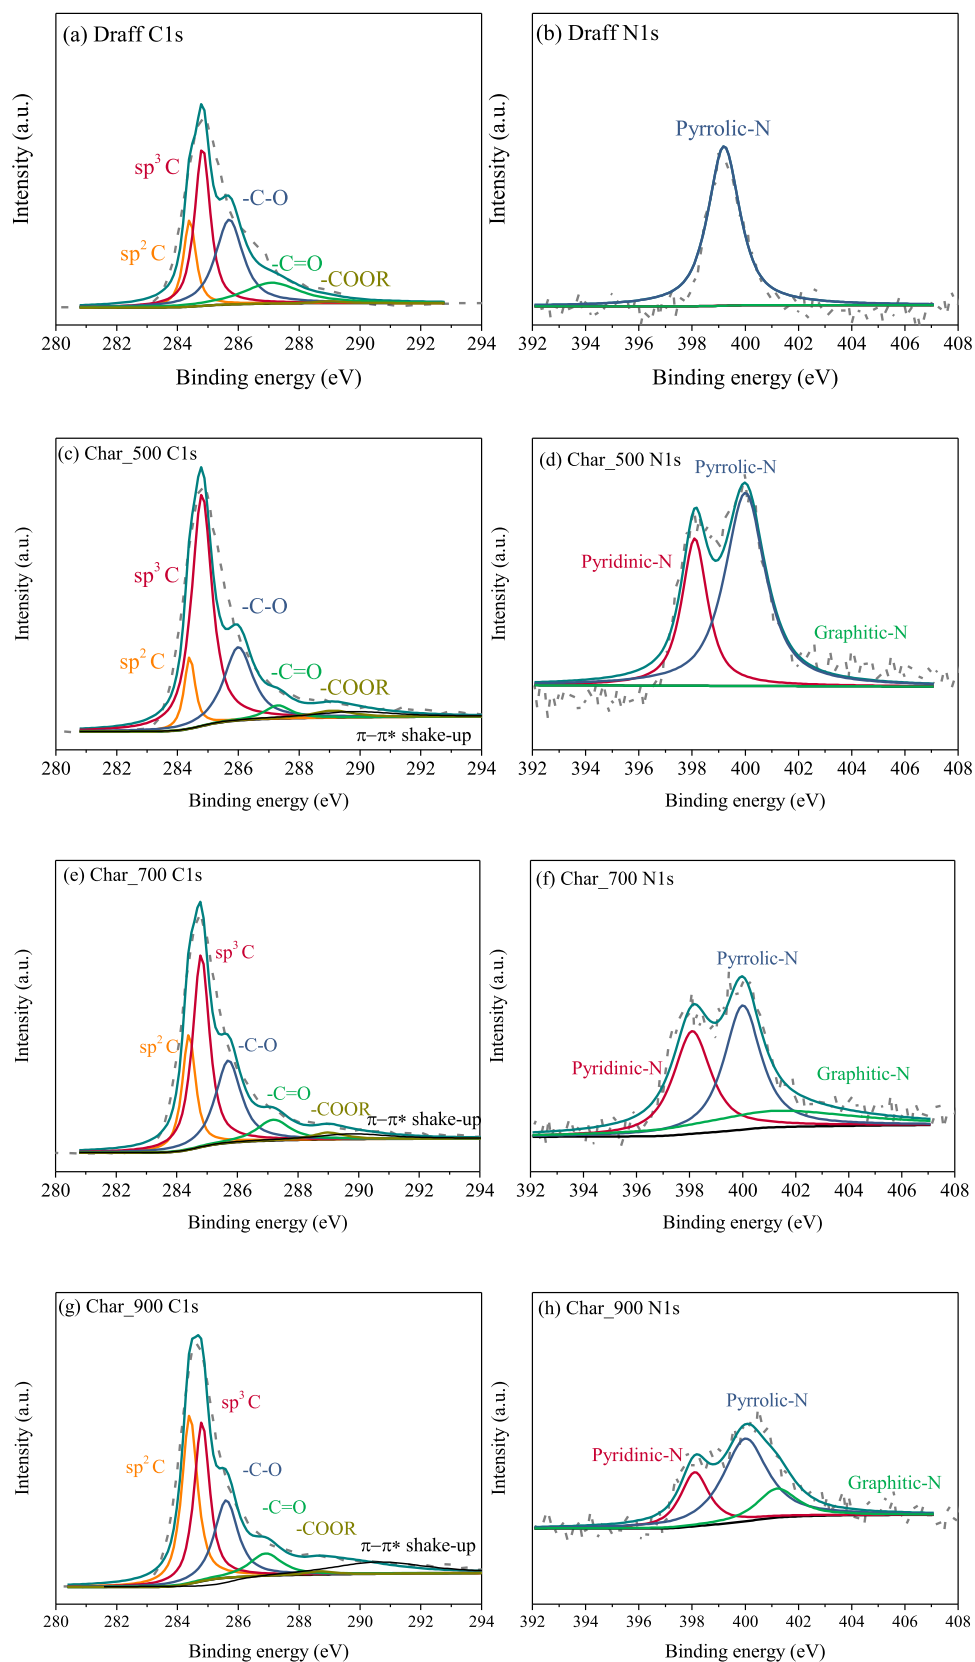 (a) Draff C1s
Intensity (a.u.)
sp³ C
-C-O
sp² C
-C=O
-COOR
280 282 284 286 288 290 292 294
Binding energy (eV)
(b) Draff N1s
Intensity (a.u.)
Pyrrolic-N
392 394 396 398 400 402 404 406 408
Binding energy (eV)
(c) Char_500 C1s
Intensity (a.u.)
sp³ C
-C-O
sp² C
-C=O
-COOR
π−π* shake-up
280 282 284 286 288 290 292 294
Binding energy (eV)
(d) Char_500 N1s
Intensity (a.u.)
Pyrrolic-N
Pyridinic-N
Graphitic-N
392 394 396 398 400 402 404 406 408
Binding energy (eV)
(e) Char_700 C1s
Intensity (a.u.)
sp³ C
sp² C
-C-O
-C=O
-COOR
π−π* shake-up
280 282 284 286 288 290 292 294
Binding energy (eV)
(f) Char_700 N1s
Intensity (a.u.)
Pyrrolic-N
Pyridinic-N
Graphitic-N
392 394 396 398 400 402 404 406 408
Binding energy (eV)
(g) Char_900 C1s
Intensity (a.u.)
sp³ C
sp² C
-C-O
-C=O
-COOR
π−π* shake-up
280 282 284 286 288 290 292 294
Binding energy (eV)
(h) Char_900 N1s
Intensity (a.u.)
Pyrrolic-N
Pyridinic-N
Graphitic-N
392 394 396 398 400 402 404 406 408
Binding energy (eV)